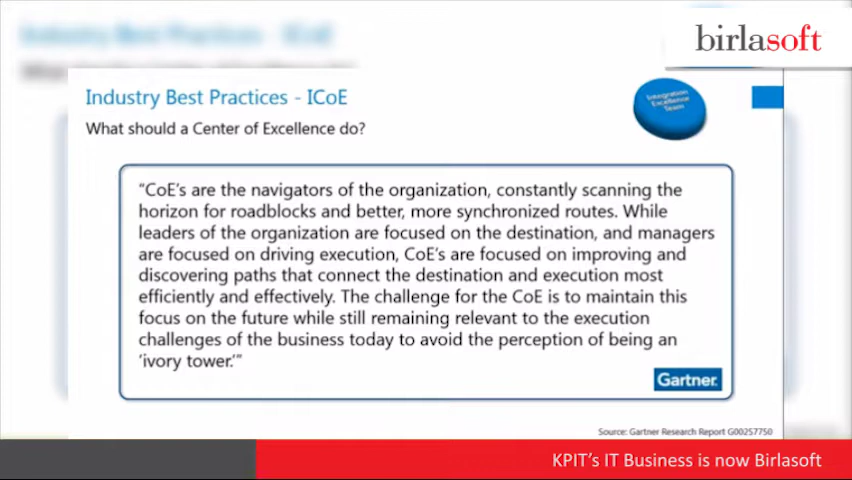 birlasoft
Industry Best Practices - ICoE
Integration
Excellence
Team
What should a Center of Excellence do?
“CoE’s are the navigators of the organization, constantly scanning the
horizon for roadblocks and better, more synchronized routes. While
leaders of the organization are focused on the destination, and managers
are focused on driving execution, CoE’s are focused on improving and
discovering paths that connect the destination and execution most
efficiently and effectively. The challenge for the CoE is to maintain this
focus on the future while still remaining relevant to the execution
challenges of the business today to avoid the perception of being an
‘ivory tower.’”
Gartner.
Source: Gartner Research Report G00257750
KPIT’s IT Business is now Birlasoft